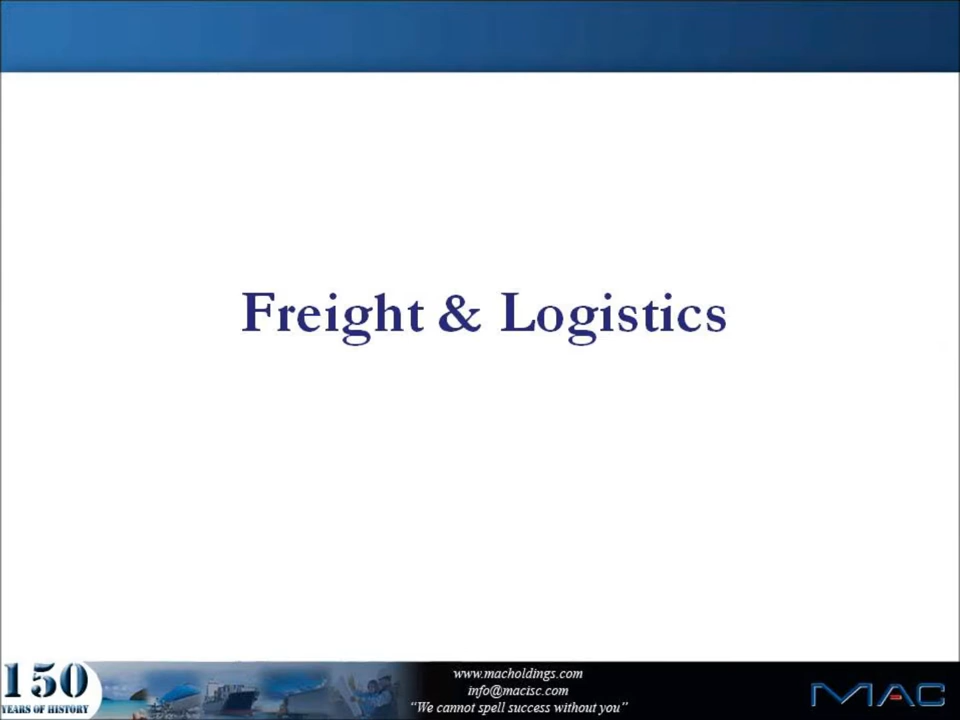 Freight & Logistics
150
YEARS OF HISTORY
www.macholdings.com
info@macisc.com
“We cannot spell success without you”
MAC